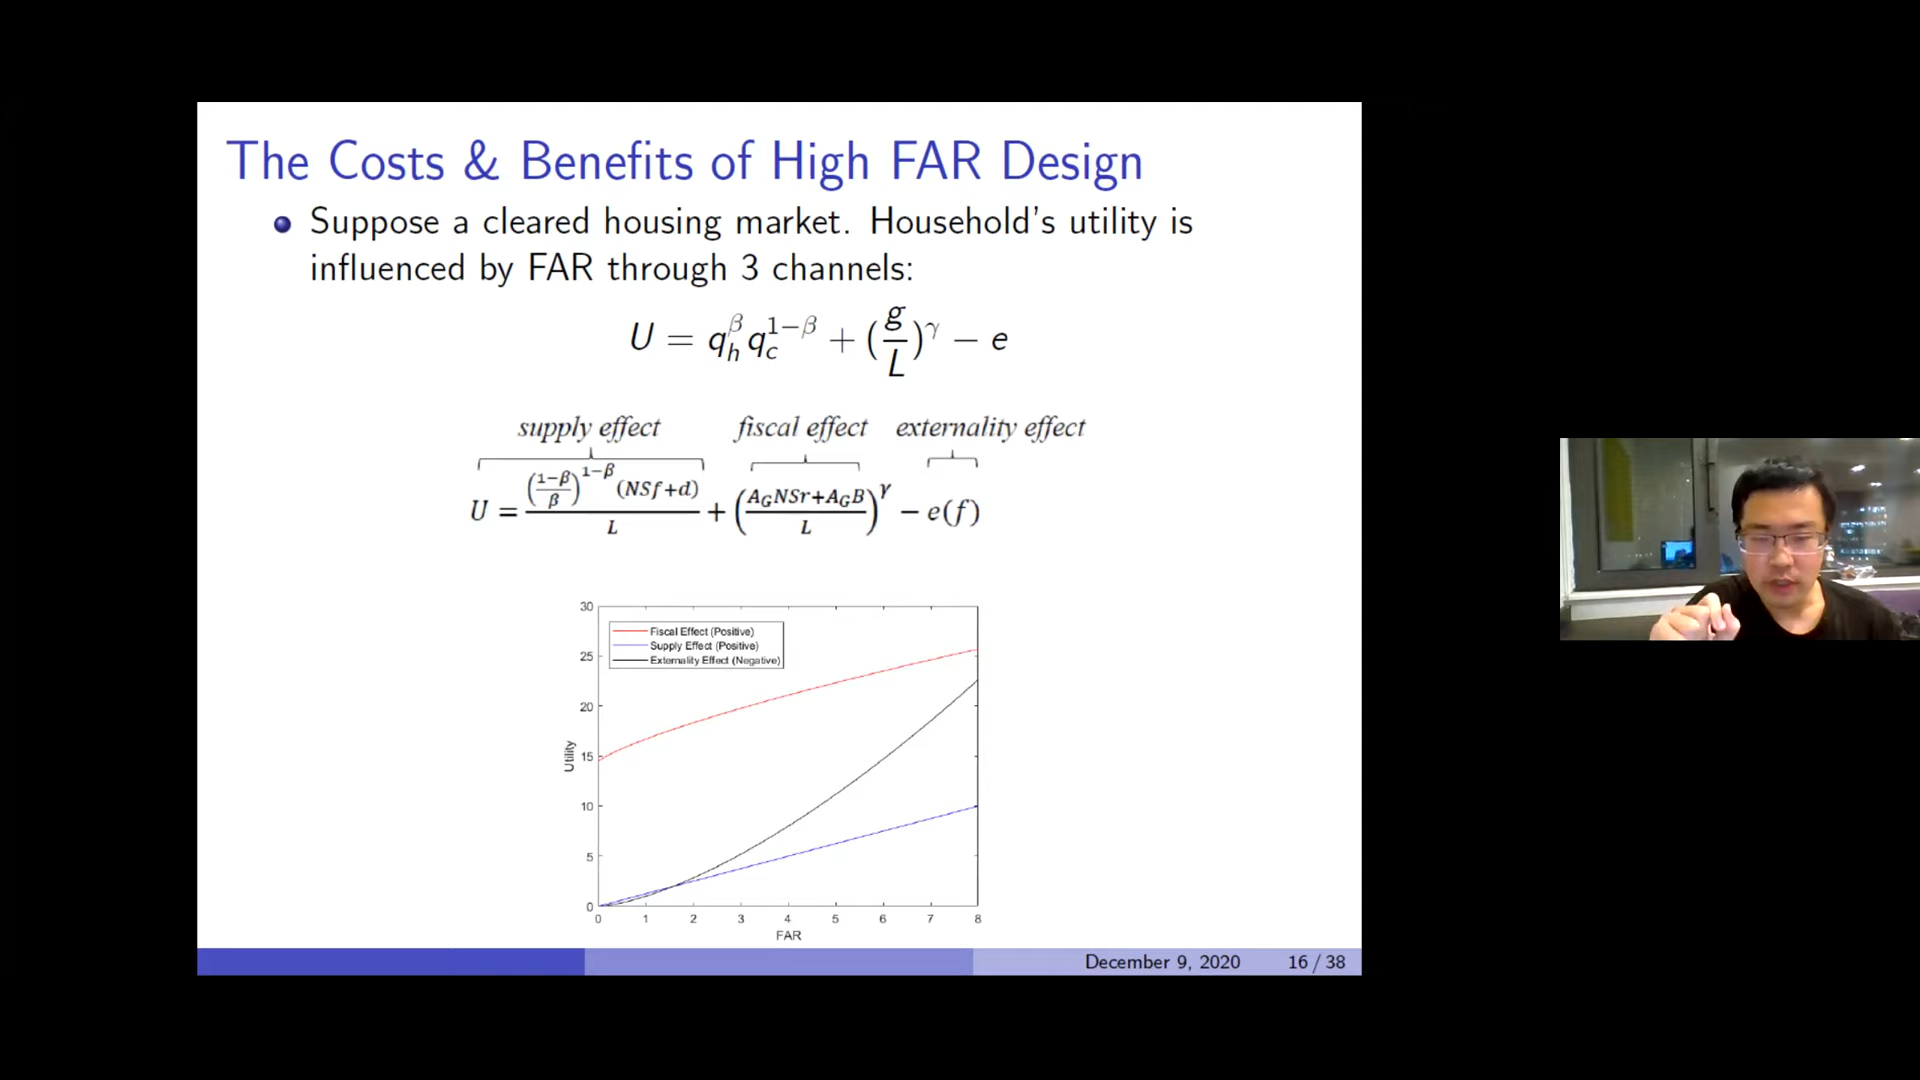 The Costs & Benefits of High FAR Design
Suppose a cleared housing market. Household's utility is
influenced by FAR through 3 channels:
U = q_h^β q_c^{1−β} + (g/L)^γ − e
supply effect fiscal effect externality effect
U = ((1−β)/β)^{1−β} (NSf+d) / L + ((A_G NSr + A_G B)/L)^γ − e(f)
30
25
20
15
10
5
0
Utility
Fiscal Effect (Positive)
Supply Effect (Positive)
Externality Effect (Negative)
0 1 2 3 4 5 6 7 8
FAR
December 9, 2020 16 / 38